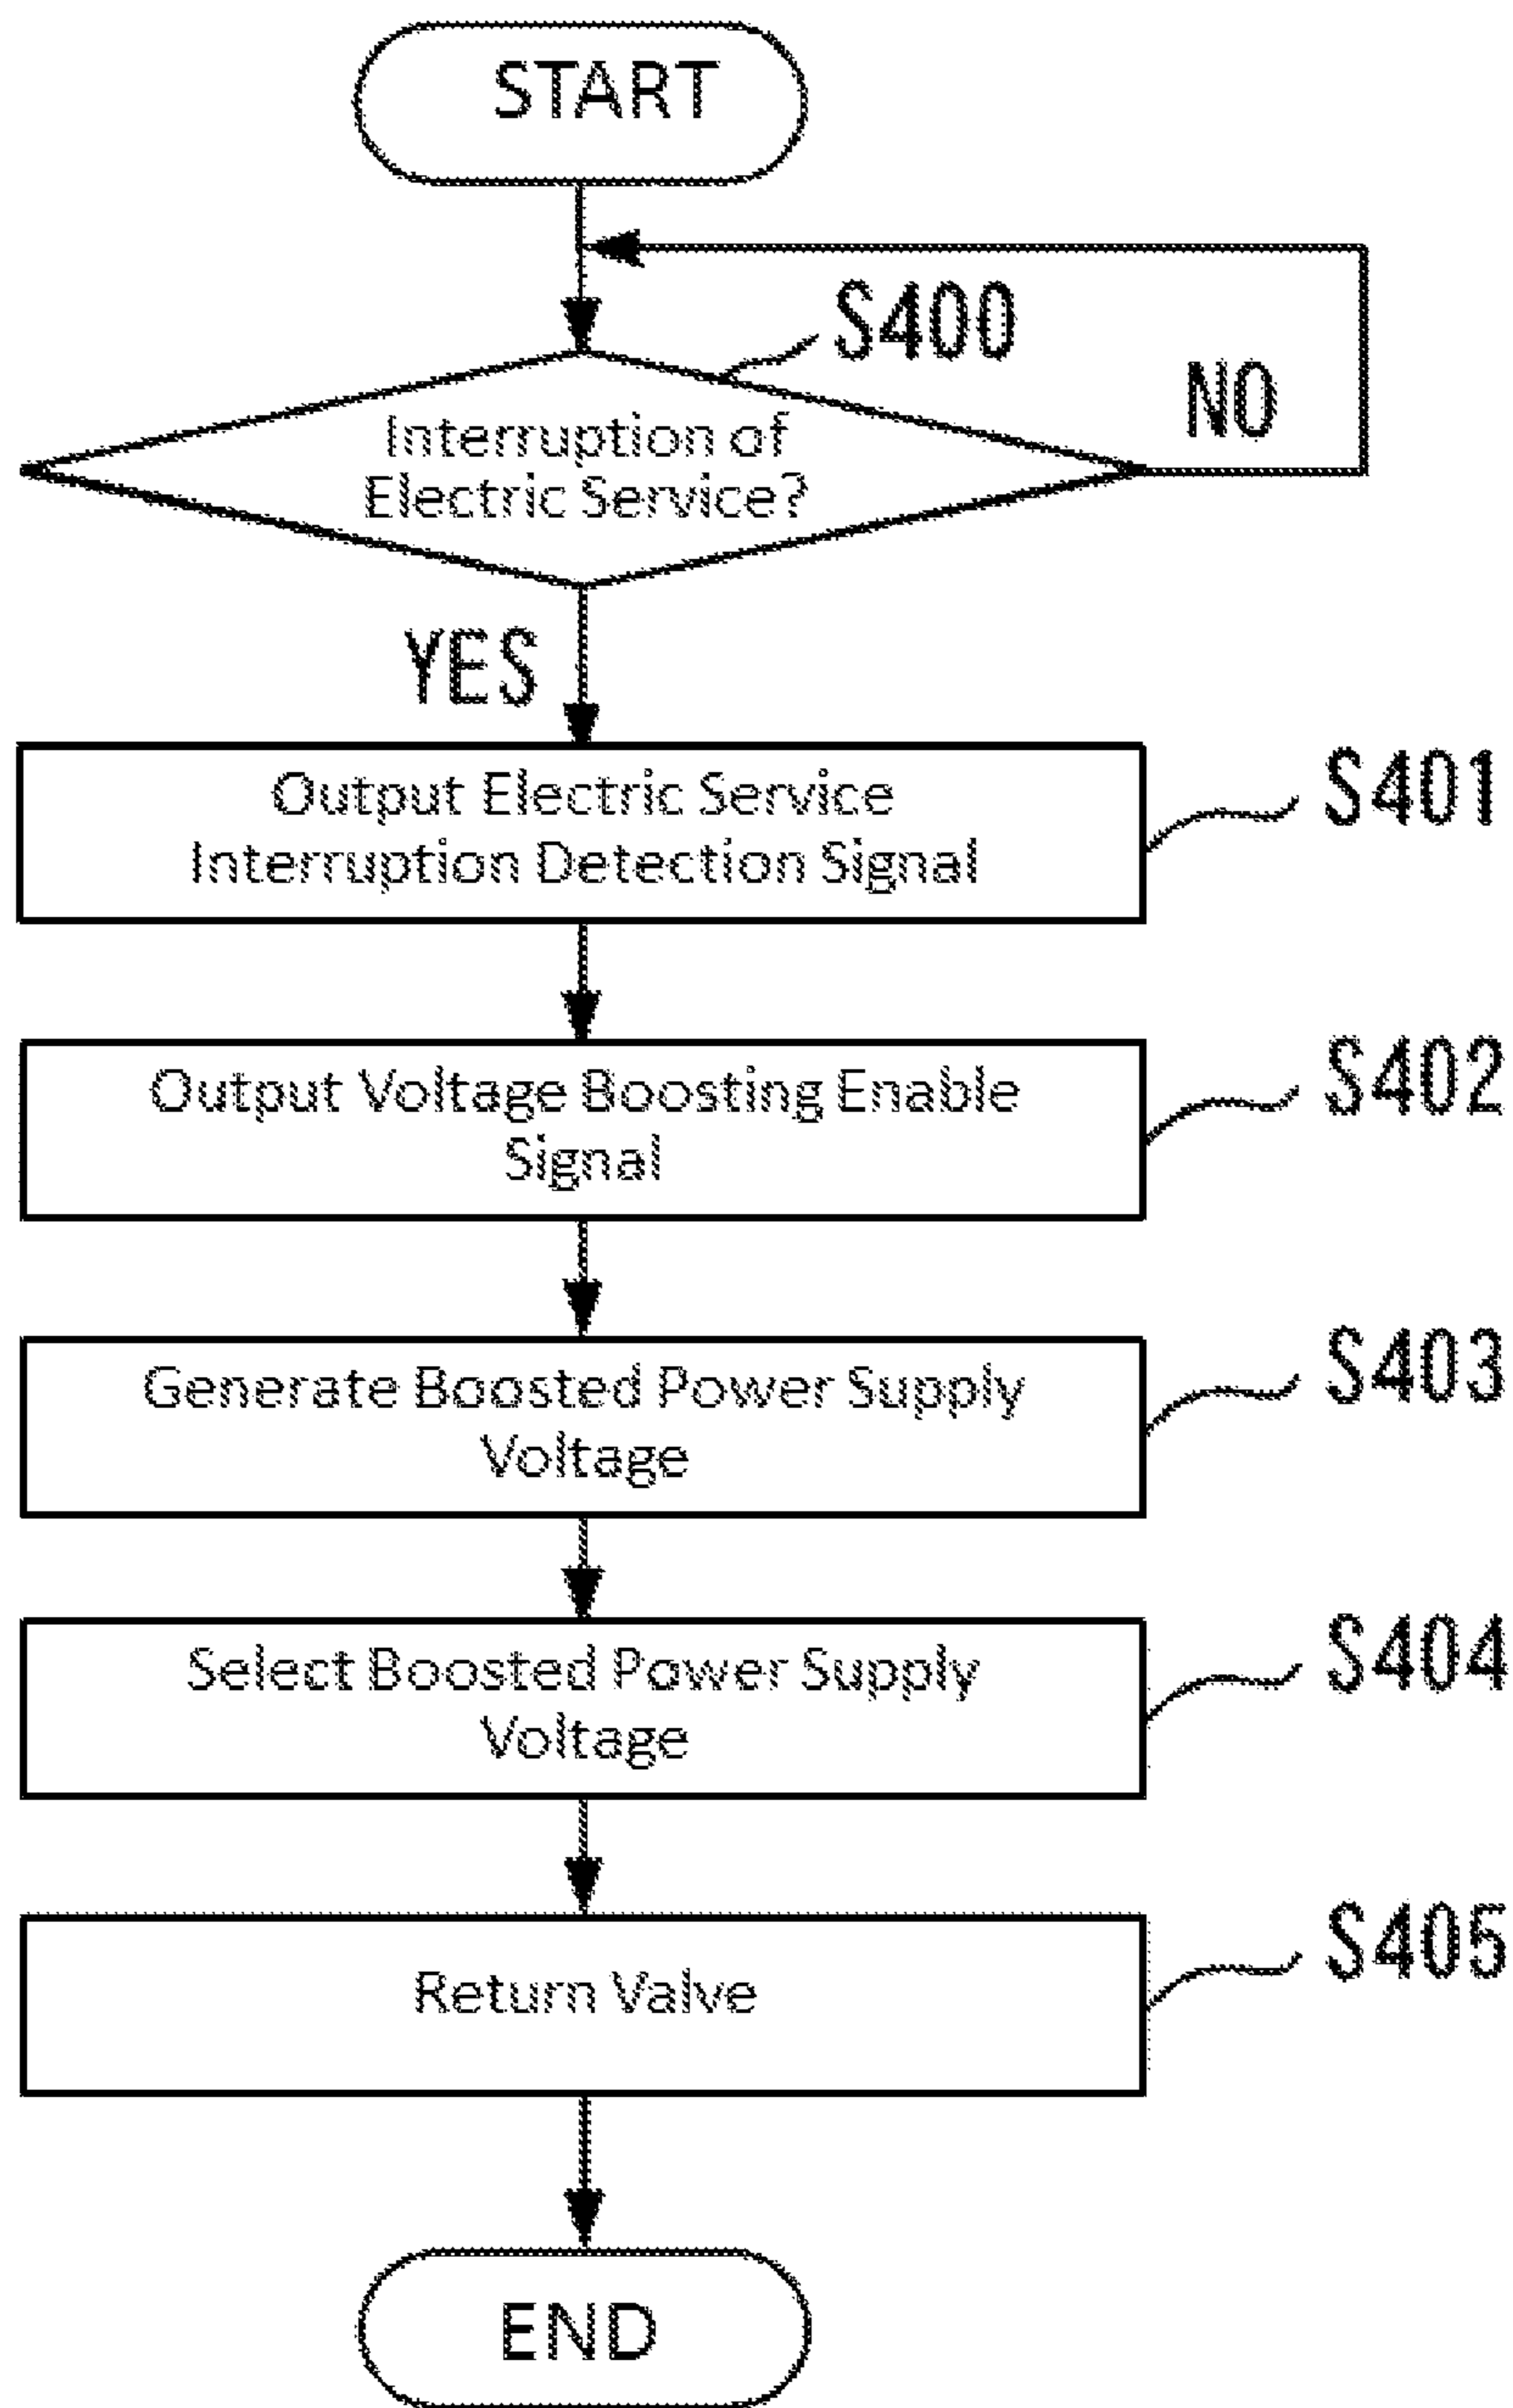 START
S400
NO
Interruption of
Electric Service?
YES
Output Electric Service
Interruption Detection Signal
S401
Output Voltage Boosting Enable
Signal
S402
Generate Boosted Power Supply
Voltage
S403
Select Boosted Power Supply
Voltage
S404
Return Valve
S405
END